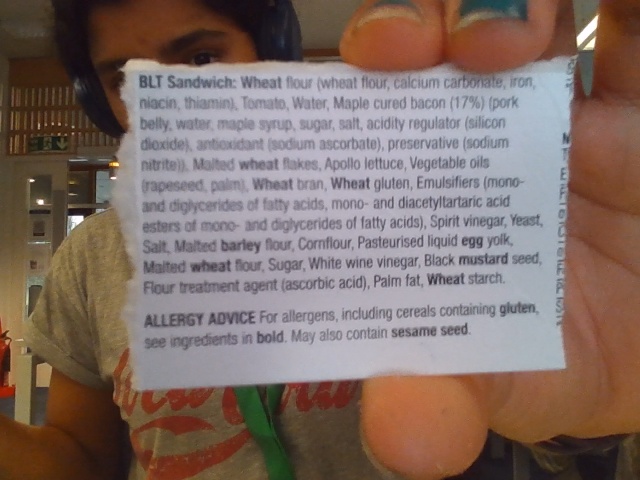 BLT Sandwich: Wheat flour (wheat flour, calcium carbonate, iron,
niacin, thiamin), Tomato, Water, Maple cured bacon (17%) (pork
belly, water, maple syrup, sugar, salt, acidity regulator (silicon
dioxide), antioxidant (sodium ascorbate), preservative (sodium
nitrite)), Malted wheat flakes, Apollo lettuce, Vegetable oils
(rapeseed, palm), Wheat bran, Wheat gluten, Emulsifiers (mono-
and diglycerides of fatty acids, mono- and diacetyltartaric acid
esters of mono- and diglycerides of fatty acids), Spirit vinegar, Yeast,
Salt, Malted barley flour, Cornflour, Pasteurised liquid egg yolk,
Malted wheat flour, Sugar, White wine vinegar, Black mustard seed,
Flour treatment agent (ascorbic acid), Palm fat, Wheat starch.
ALLERGY ADVICE For allergens, including cereals containing gluten,
see ingredients in bold. May also contain sesame seed.